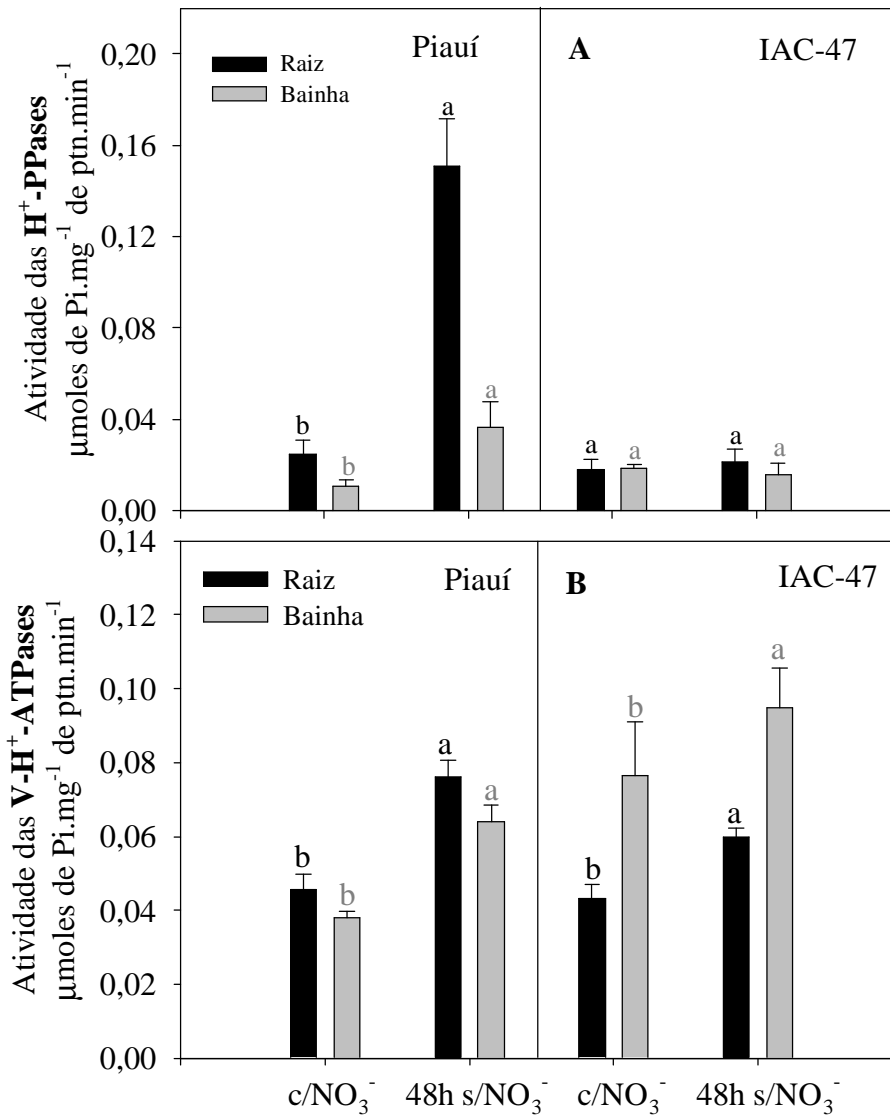 Atividade das H⁺-PPases
µmoles de Pi.mg⁻¹ de ptn.min⁻¹
0,20
0,16
0,12
0,08
0,04
0,00
Piauí
A
IAC-47
Raiz
Bainha
b
b
a
a
a
a
a
a
Atividade das V-H⁺-ATPases
µmoles de Pi.mg⁻¹ de ptn.min⁻¹
0,14
0,12
0,10
0,08
0,06
0,04
0,02
0,00
Raiz
Bainha
Piauí
B
IAC-47
b
b
a
a
b
b
a
a
c/NO₃⁻
48h s/NO₃⁻
c/NO₃⁻
48h s/NO₃⁻